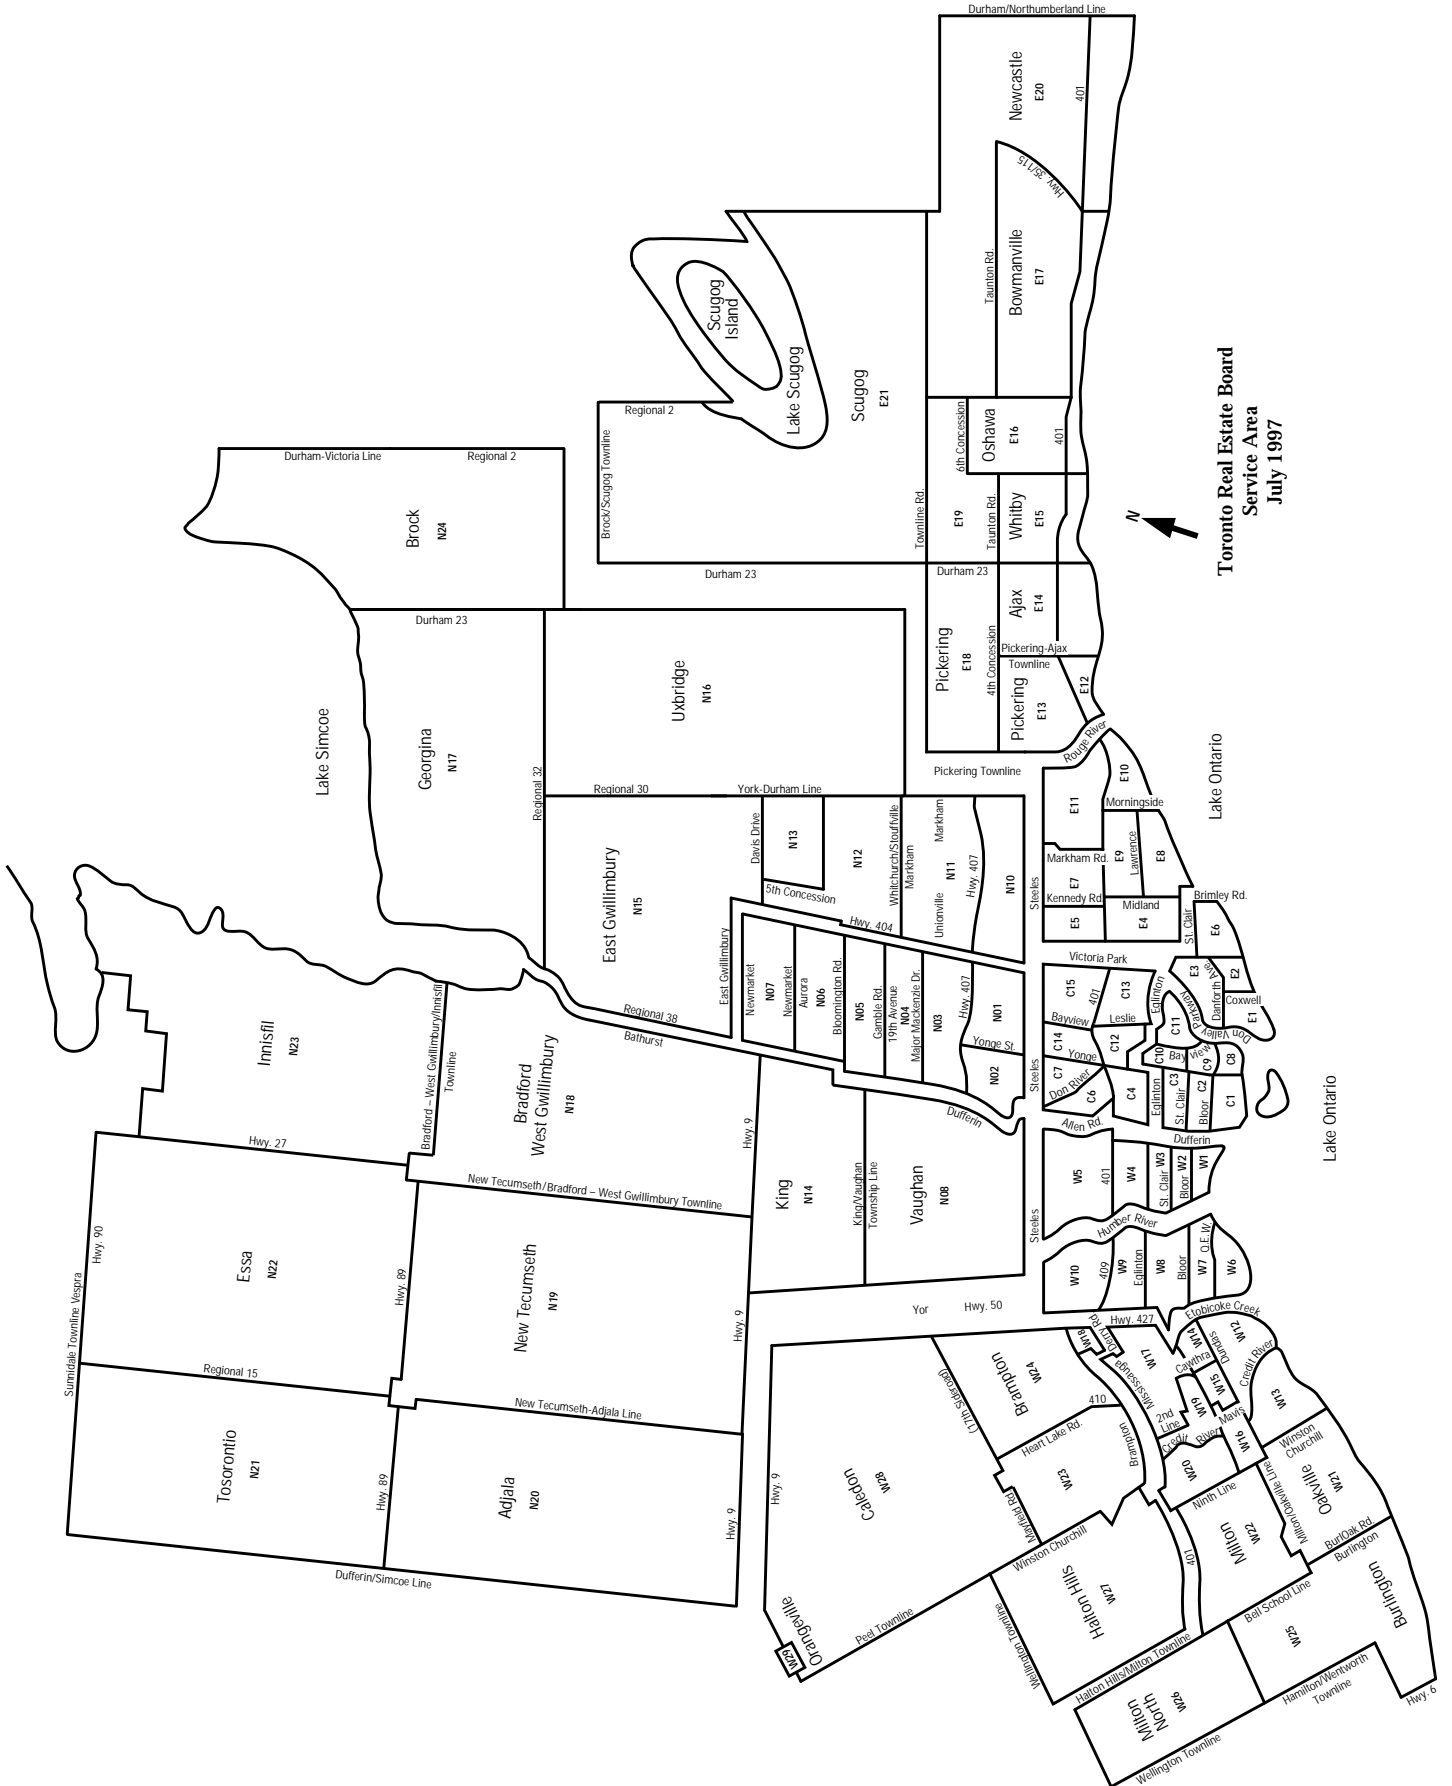 Durham/Northumberland Line
Newcastle
E20
401
Hwy. 35/115
Taunton Rd.
Bowmanville
E17
Scugog
Island
Lake Scugog
Scugog
E21
Regional 2
Brock/Scugog Townline
Durham 23
Townline Rd.
6th Concession
Oshawa
E16
401
E19
Taunton Rd.
Whitby
E15
Durham 23
Ajax
E14
Pickering
E18
4th Concession
Pickering-Ajax
Townline
Pickering
E13
E12
Rouge River
Pickering Townline
N
Toronto Real Estate Board
Service Area
July 1997
Durham-Victoria Line
Regional 2
Brock
N24
Durham 23
Lake Simcoe
Georgina
N17
Regional 32
Uxbridge
N16
Regional 30
York-Durham Line
East Gwillimbury
N15
Davis Drive
N13
5th Concession
N12
Whitchurch/Stouffville
Markham
Unionville
Markham
N11
Hwy. 407
N10
Steeles
Hwy. 404
East Gwillimbury
Newmarket
N07
Newmarket
Aurora
N06
Bloomington Rd.
N05
Gamble Rd.
19th Avenue
N04
Major Mackenzie Dr.
N03
Hwy. 407
N01
Yonge St.
N02
Steeles
Regional 38
Bathurst
Dufferin
Innisfil
N23
Bradford – West Gwillimbury/Innisfil
Townline
Bradford
West Gwillimbury
N18
Hwy. 27
New Tecumseth/Bradford – West Gwillimbury Townline
Hwy. 9
King
N14
King/Vaughan
Township Line
Vaughan
N08
Steeles
Hwy. 90
Sunnidale Townline Vespra
Essa
N22
Hwy. 89
New Tecumseth
N19
Hwy. 9
Regional 15
New Tecumseth-Adjala Line
Tosorontio
N21
Hwy. 89
Adjala
N20
Hwy. 9
Dufferin/Simcoe Line
Yor
Hwy. 50
E11
E10
Morningside
Markham Rd.
E9
Lawrence
E8
E7
Kennedy Rd.
E5
Midland
E4
Brimley Rd.
St. Clair
E6
Victoria Park
E3
Danforth Ave
E2
Coxwell
E1
Don Valley Parkway
C15
401
C13
Eglinton
Bayview
Leslie
C11
C14
Yonge
C12
C10
Bay view
C9
C8
C7
Don River
C6
C4
Eglinton
C3
St. Clair
C2
Bloor
C1
Allen Rd.
Dufferin
W5
401
W4
W3
St. Clair
W2
Bloor
W1
Humber River
W10
409
W9
Eglinton
W8
Bloor
W7
Q.E.W.
W6
Hwy. 427
Etobicoke Creek
Lake Ontario
Lake Ontario
W18
Derry Rd
W17
Mississauga
W14
Cawthra
Dundas
W12
W15
Credit River
W13
W19
2nd
Line
Mavis
Credit River
W16
W20
Winston
Churchill
Ninth Line
Milton/Oakville Line
Oakville
W21
Milton
W22
BurlOak Rd.
Burlington
Burlington
Bell School Line
W25
Hamilton/Wentworth
Townline
Hwy. 6
Hwy. 9
Caledon
W28
(17th Sideroad)
Brampton
W24
410
Heart Lake Rd.
Brampton
W23
Mayfield Rd
Winston Churchill
Halton Hills
W27
401
Wellington Townline
Halton Hills/Milton Townline
Peel Townline
Orangeville
W29
Milton
North
W26
Wellington Townline